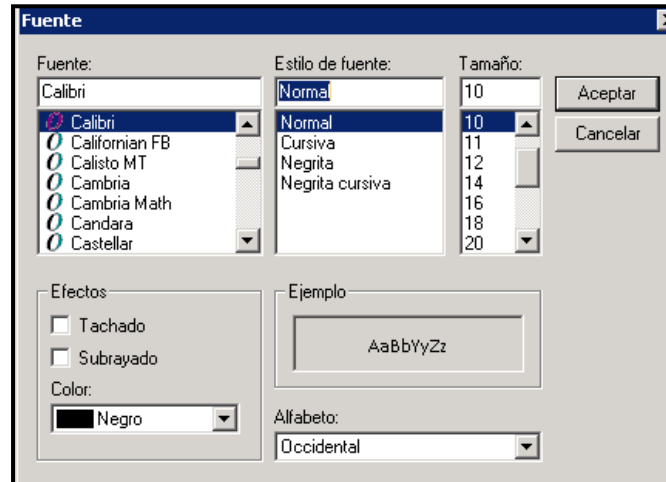 Fuente
Fuente:
Calibri
Calibri
Californian FB
Calisto MT
Cambria
Cambria Math
Candara
Castellar
Estilo de fuente:
Normal
Normal
Cursiva
Negrita
Negrita cursiva
Tamaño:
10
10
11
12
14
16
18
20
Aceptar
Cancelar
Efectos
Tachado
Subrayado
Color:
Negro
Ejemplo
AaBbYyZz
Alfabeto:
Occidental